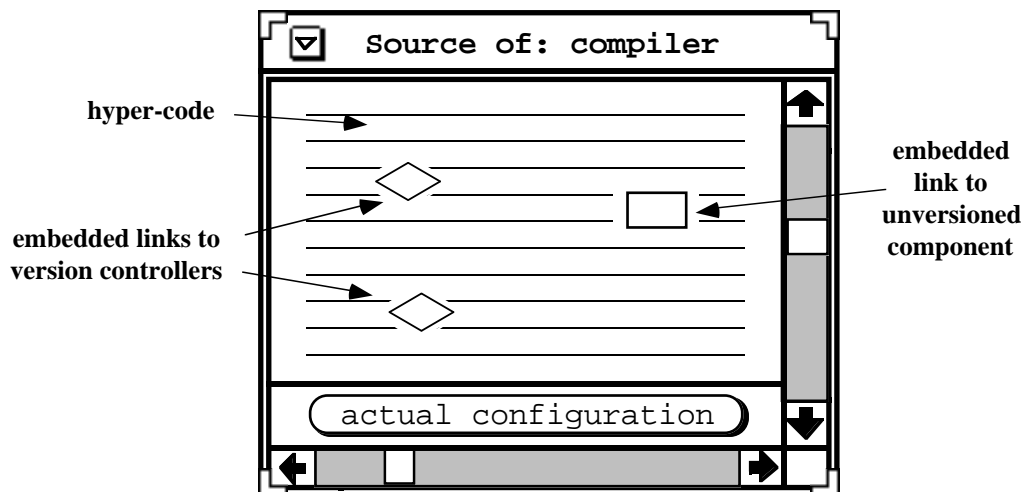 Source of: compiler
hyper-code
embedded
link to
unversioned
component
embedded links to
version controllers
actual configuration